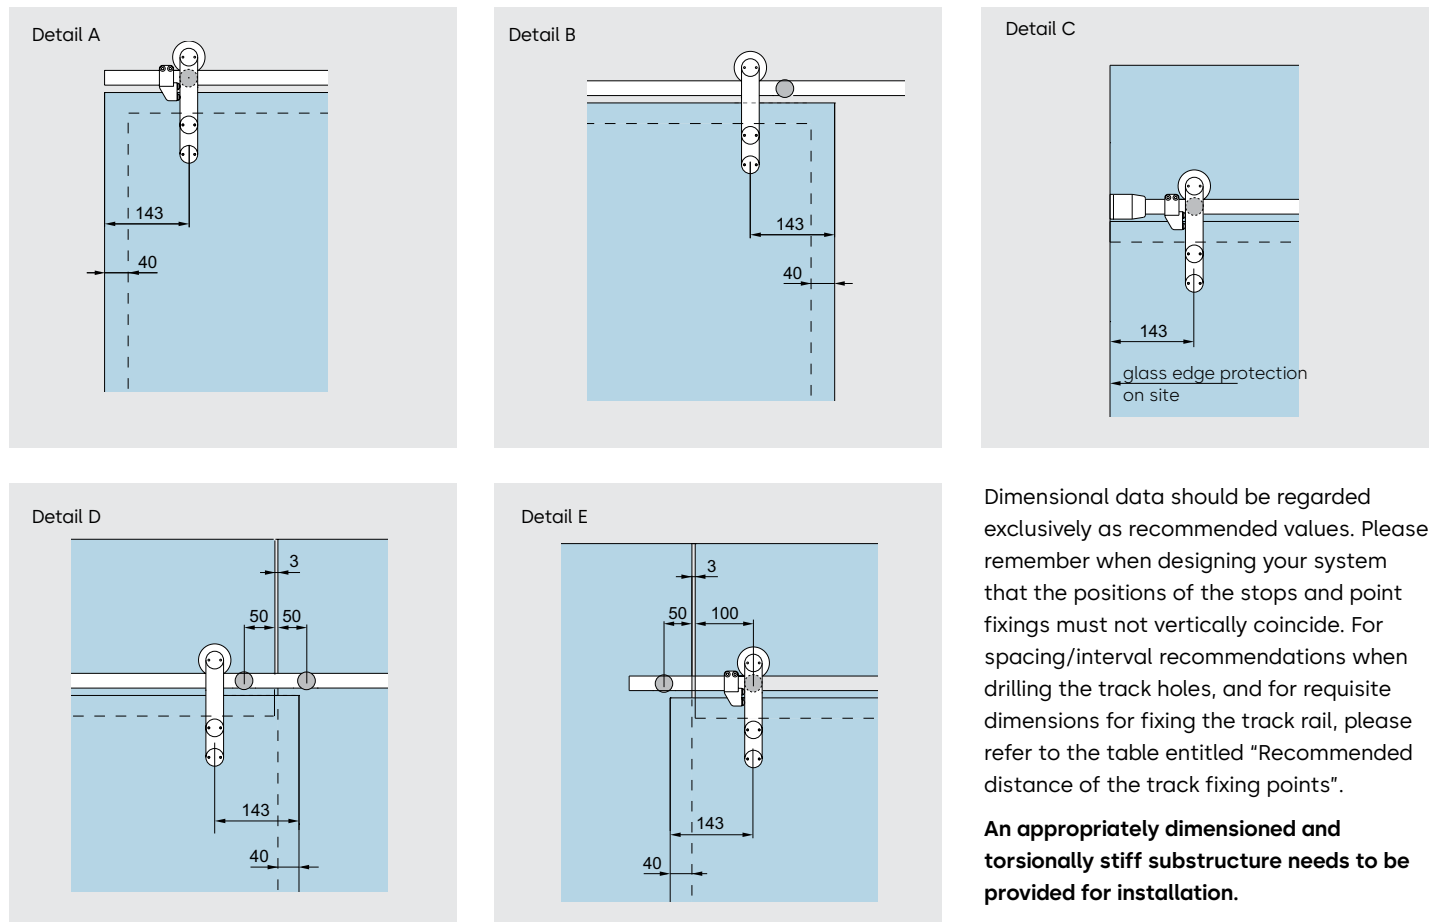 Detail A
143
40
Detail B
143
40
Detail C
143
glass edge protection
on site
Detail D
3
50 50
143
40
Detail E
3
50 100
143
40
Dimensional data should be regarded
exclusively as recommended values. Please
remember when designing your system
that the positions of the stops and point
fixings must not vertically coincide. For
spacing/interval recommendations when
drilling the track holes, and for requisite
dimensions for fixing the track rail, please
refer to the table entitled “Recommended
distance of the track fixing points”.
An appropriately dimensioned and
torsionally stiff substructure needs to be
provided for installation.